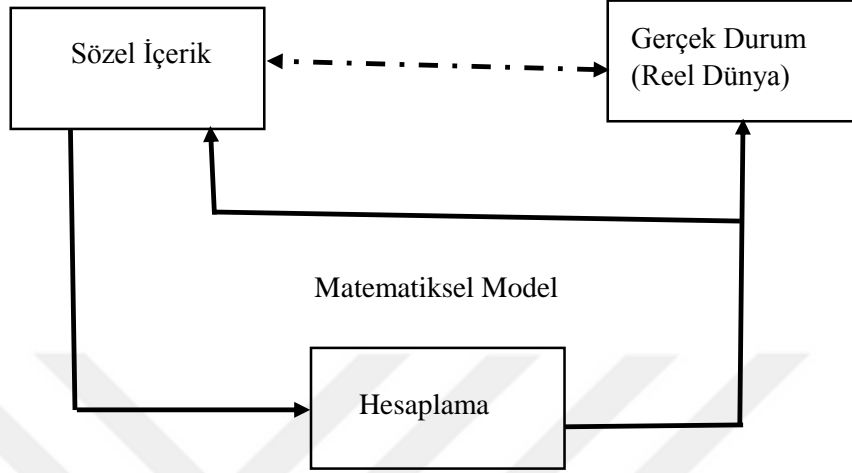 Sözel İçerik
Gerçek Durum
(Reel Dünya)
Matematiksel Model
Hesaplama